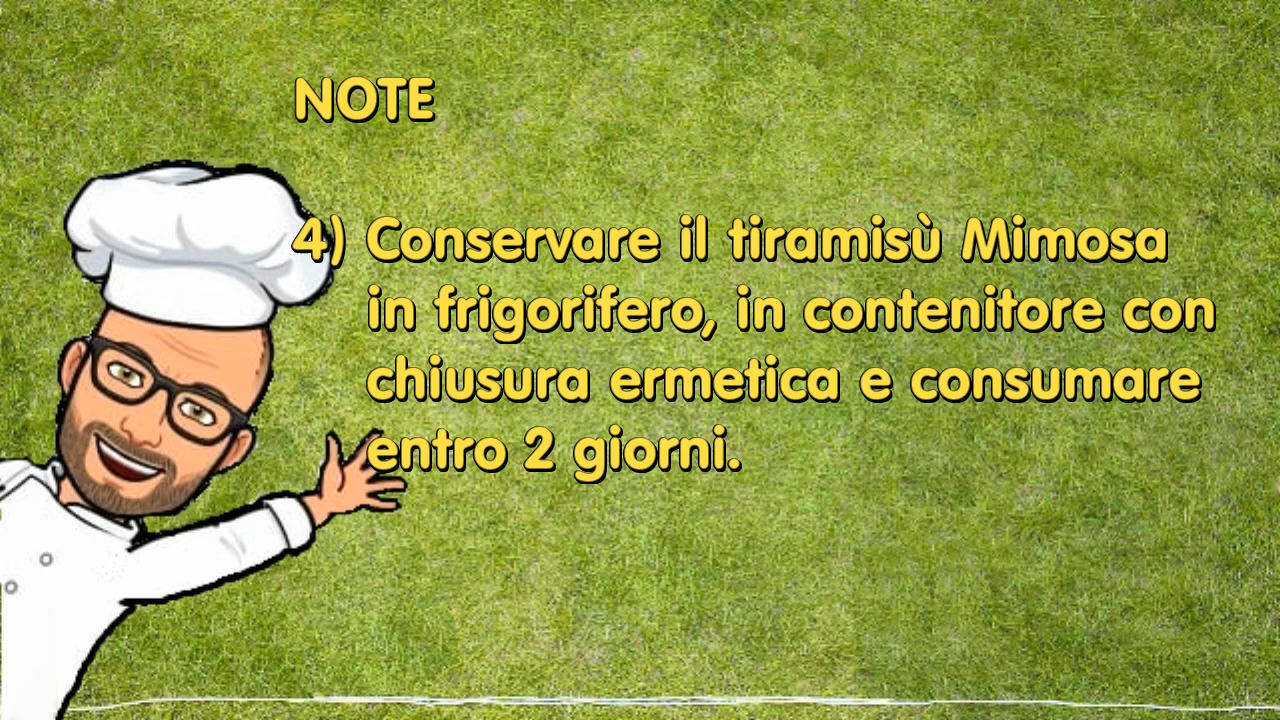 NOTE
4) Conservare il tiramisù Mimosa
in frigorifero, in contenitore con
chiusura ermetica e consumare
entro 2 giorni.